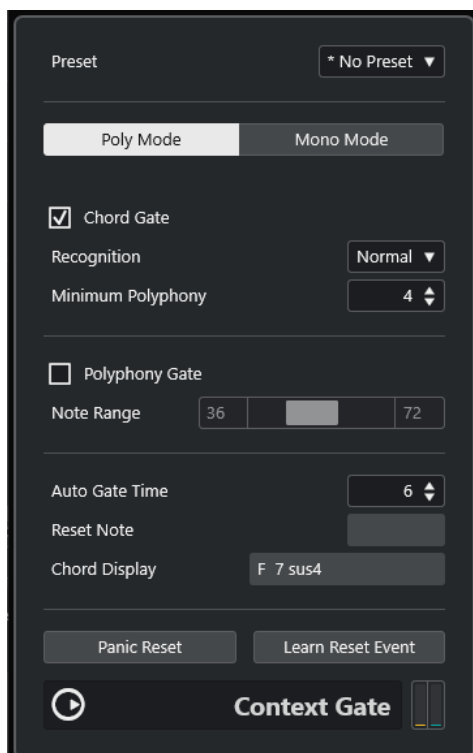 Preset * No Preset
Poly Mode Mono Mode
Chord Gate
Recognition Normal
Minimum Polyphony 4
Polyphony Gate
Note Range 36 72
Auto Gate Time 6
Reset Note
Chord Display F 7 sus4
Panic Reset Learn Reset Event
Context Gate